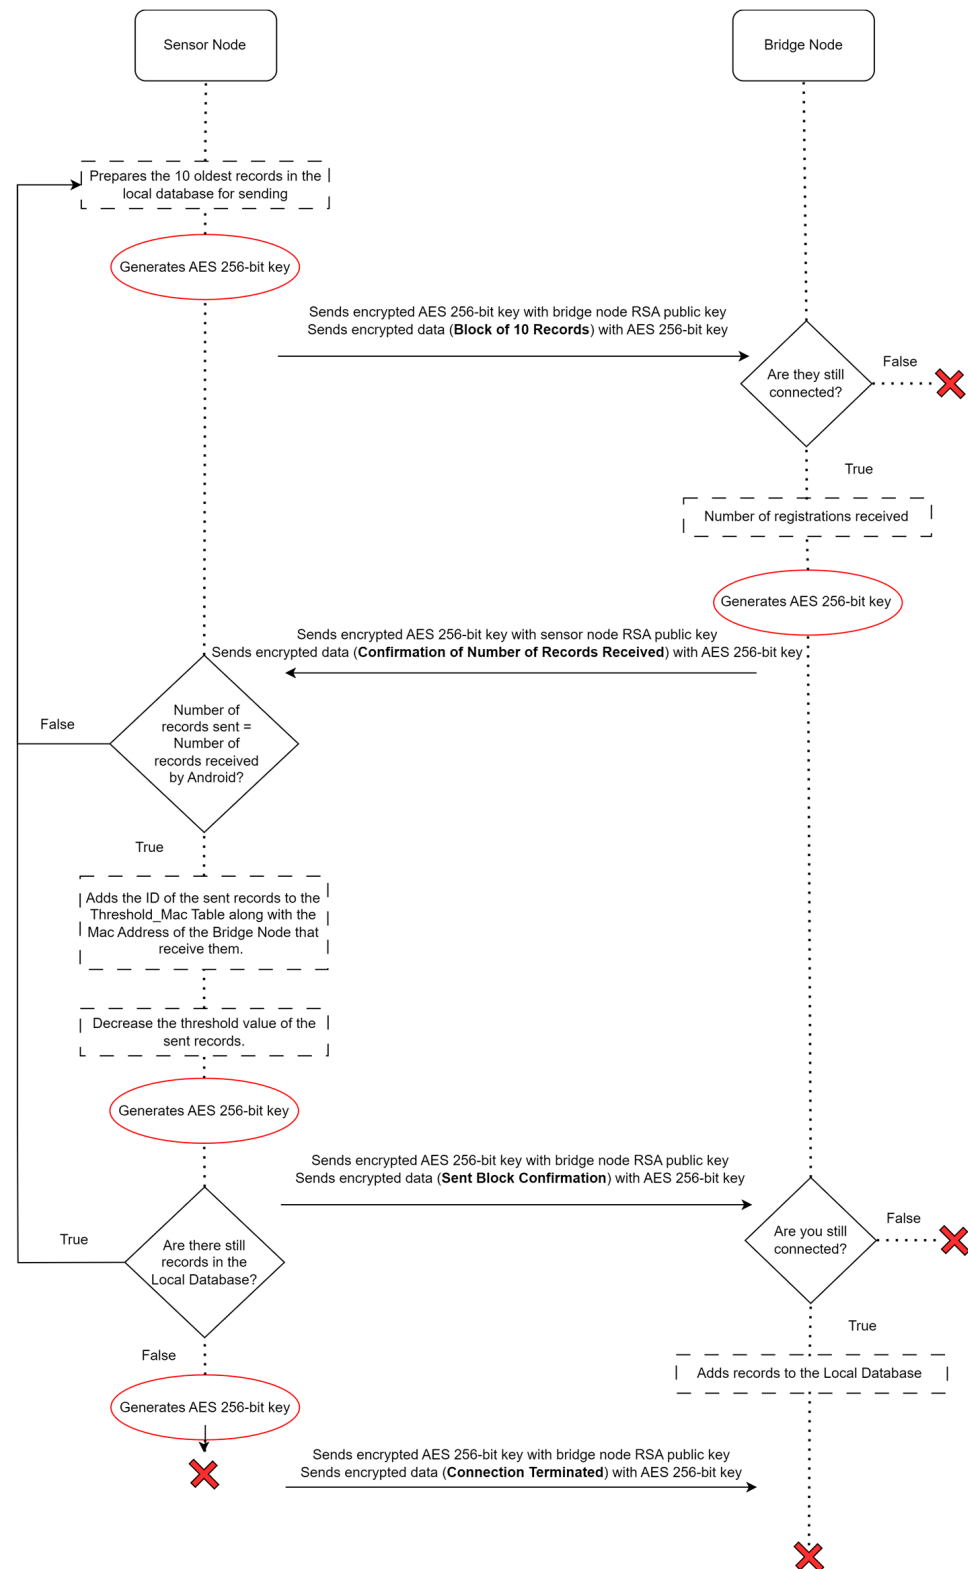 Sensor Node
Bridge Node
Prepares the 10 oldest records in the
local database for sending
Generates AES 256-bit key
Sends encrypted AES 256-bit key with bridge node RSA public key
Sends encrypted data (Block of 10 Records) with AES 256-bit key
Are they still
connected?
False
True
Number of registrations received
Generates AES 256-bit key
Sends encrypted AES 256-bit key with sensor node RSA public key
Sends encrypted data (Confirmation of Number of Records Received) with AES 256-bit key
Number of
records sent =
Number of
records received
by Android?
False
True
Adds the ID of the sent records to the
Threshold_Mac Table along with the
Mac Address of the Bridge Node that
receive them.
Decrease the threshold value of the
sent records.
Generates AES 256-bit key
Sends encrypted AES 256-bit key with bridge node RSA public key
Sends encrypted data (Sent Block Confirmation) with AES 256-bit key
Are there still
records in the
Local Database?
True
False
Are you still
connected?
False
True
Adds records to the Local Database
Generates AES 256-bit key
Sends encrypted AES 256-bit key with bridge node RSA public key
Sends encrypted data (Connection Terminated) with AES 256-bit key